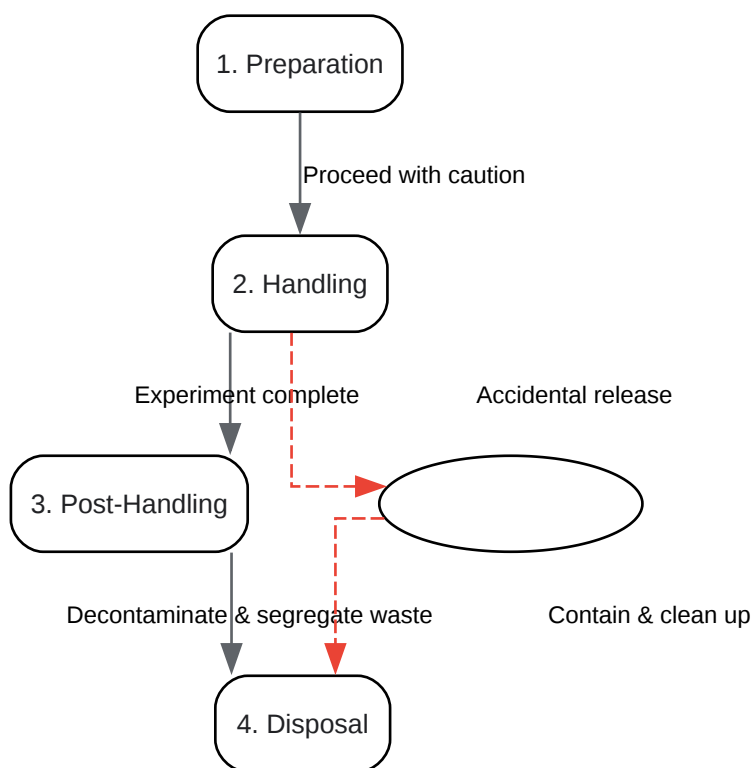 1. Preparation
Proceed with caution
2. Handling
Experiment complete
Accidental release
3. Post-Handling
Decontaminate & segregate waste
Contain & clean up
4. Disposal